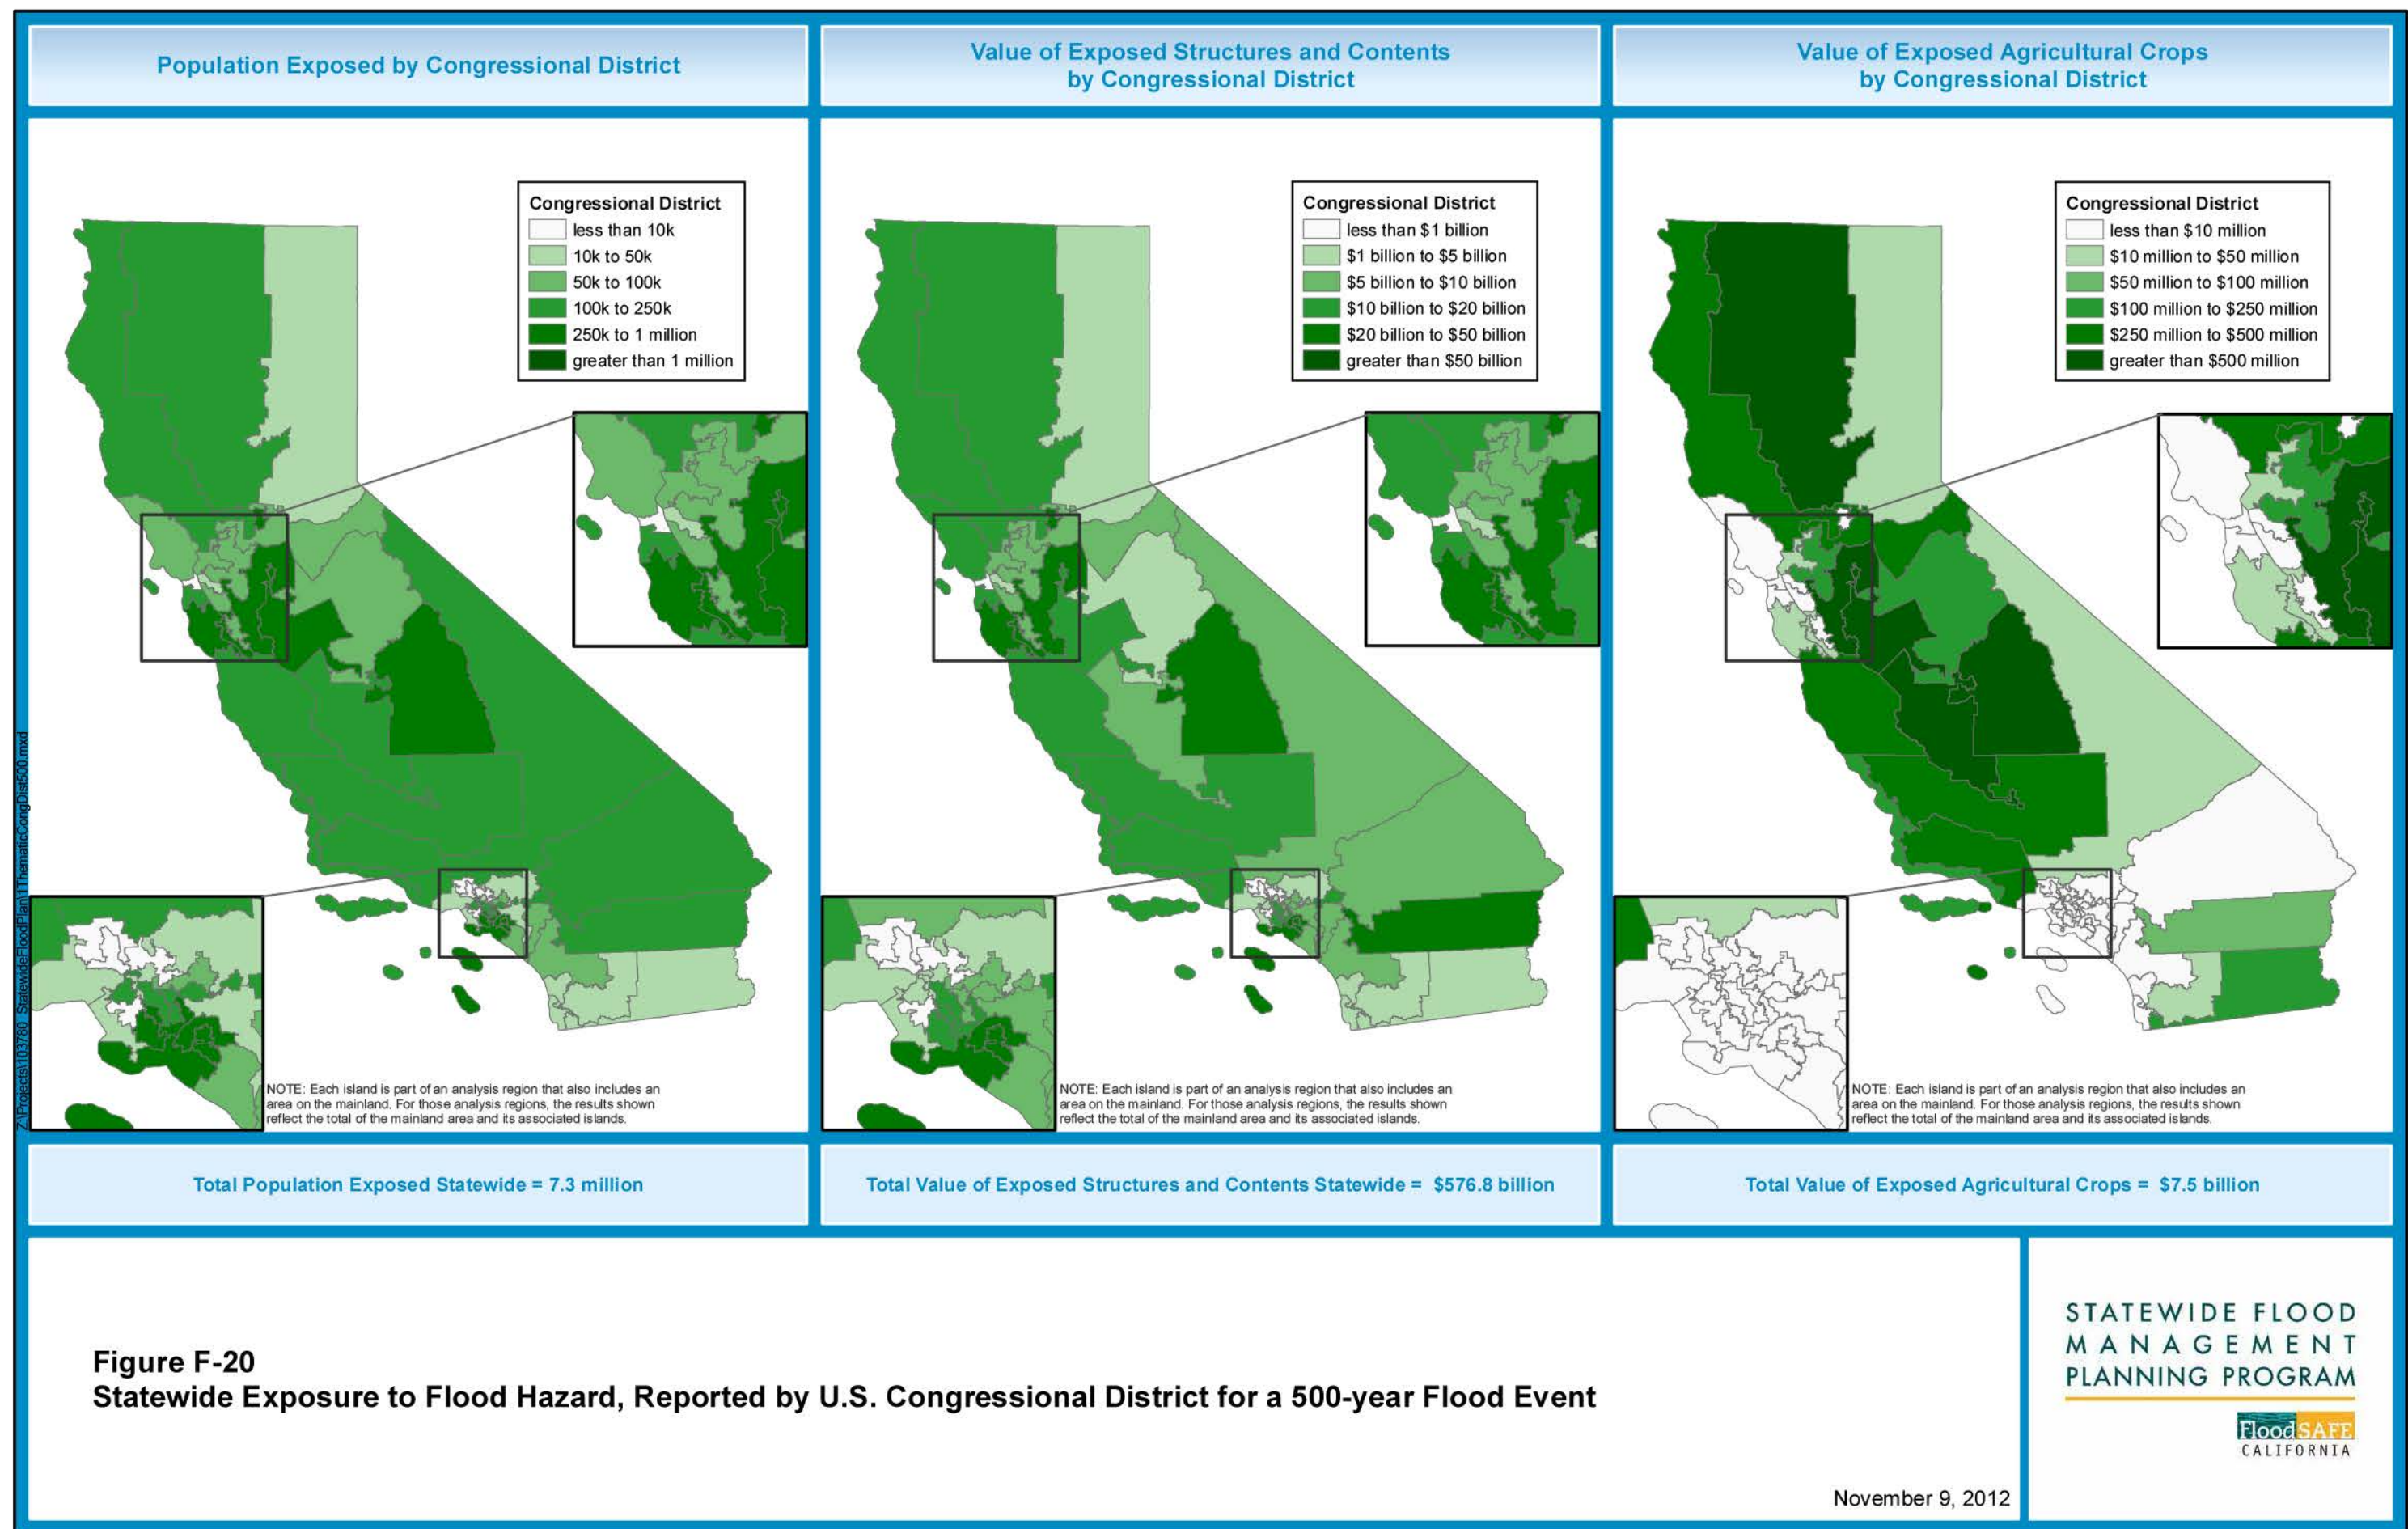 Population Exposed by Congressional District
Value of Exposed Structures and Contents
by Congressional District
Value of Exposed Agricultural Crops
by Congressional District
Congressional District
less than 10k
10k to 50k
50k to 100k
100k to 250k
250k to 1 million
greater than 1 million
Congressional District
less than $1 billion
$1 billion to $5 billion
$5 billion to $10 billion
$10 billion to $20 billion
$20 billion to $50 billion
greater than $50 billion
Congressional District
less than $10 million
$10 million to $50 million
$50 million to $100 million
$100 million to $250 million
$250 million to $500 million
greater than $500 million
Z:\Projects\103780_StatewideFloodPlan\1ThematicCongDist500.mxd
NOTE: Each island is part of an analysis region that also includes an
area on the mainland. For those analysis regions, the results shown
reflect the total of the mainland area and its associated islands.
NOTE: Each island is part of an analysis region that also includes an
area on the mainland. For those analysis regions, the results shown
reflect the total of the mainland area and its associated islands.
NOTE: Each island is part of an analysis region that also includes an
area on the mainland. For those analysis regions, the results shown
reflect the total of the mainland area and its associated islands.
Total Population Exposed Statewide = 7.3 million
Total Value of Exposed Structures and Contents Statewide = $576.8 billion
Total Value of Exposed Agricultural Crops = $7.5 billion
Figure F-20
Statewide Exposure to Flood Hazard, Reported by U.S. Congressional District for a 500-year Flood Event
November 9, 2012
STATEWIDE FLOOD
MANAGEMENT
PLANNING PROGRAM
FloodSAFE
CALIFORNIA